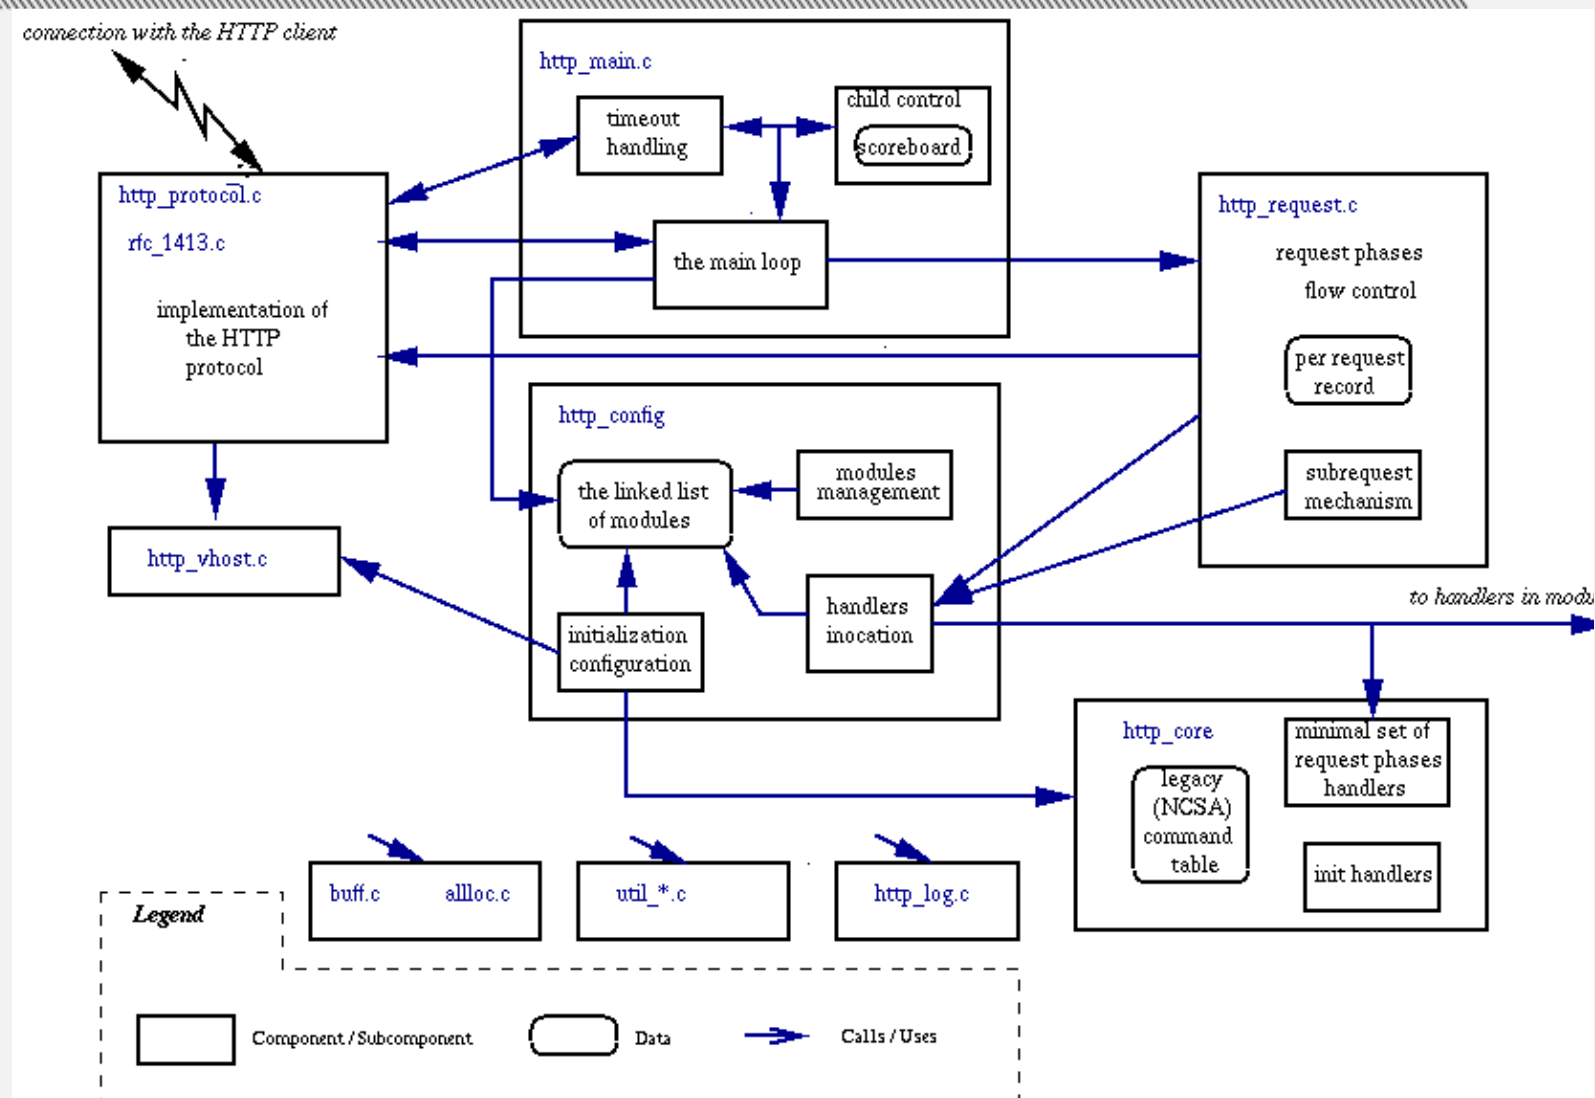 connection with the HTTP client
http_main.c
timeout
handling
child control
scoreboard
http_protocol.c
rfc_1413.c
implementation of
the HTTP
protocol
the main loop
http_request.c
request phases
flow control
per request
record
subrequest
mechanism
http_config
the linked list
of modules
modules
management
handlers
inocation
initialization
configuration
http_vhost.c
to handlers in modu
http_core
legacy
(NCSA)
command
table
minimal set of
request phases
handlers
init handlers
buff.c allloc.c
util_*.c
http_log.c
Legend
Component / Subcomponent
Data
Calls / Uses